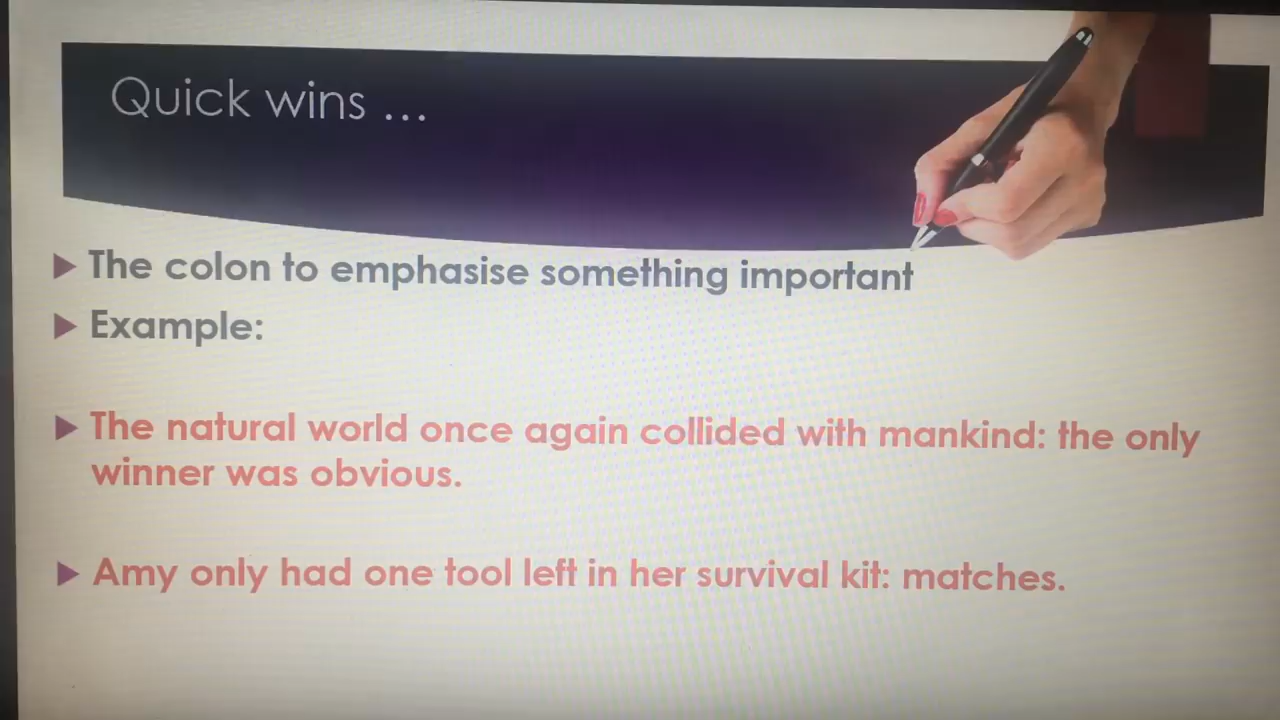 Quick wins ...
The colon to emphasise something important
Example:
The natural world once again collided with mankind: the only
winner was obvious.
Amy only had one tool left in her survival kit: matches.